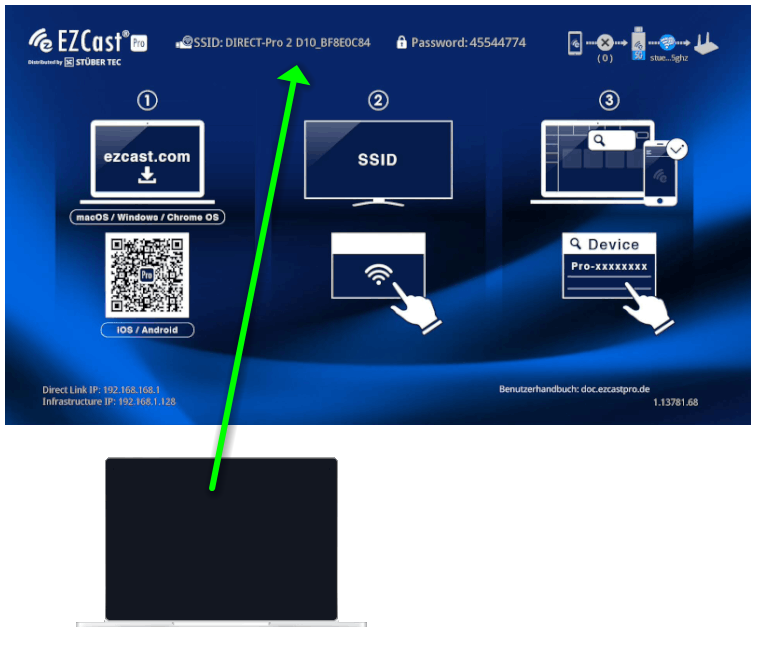 EZCast® Pro
Distributed by STÜBER TEC
SSID: DIRECT-Pro 2 D10_BF8E0C84
Password: 45544774
(0)
5G
stue...5ghz
1
2
3
ezcast.com
macOS / Windows / Chrome OS
Pro
iOS / Android
SSID
Device
Pro-xxxxxxxx
Direct Link IP: 192.168.168.1
Infrastructure IP: 192.168.1.128
Benutzerhandbuch: doc.ezcastpro.de
1.13781.68